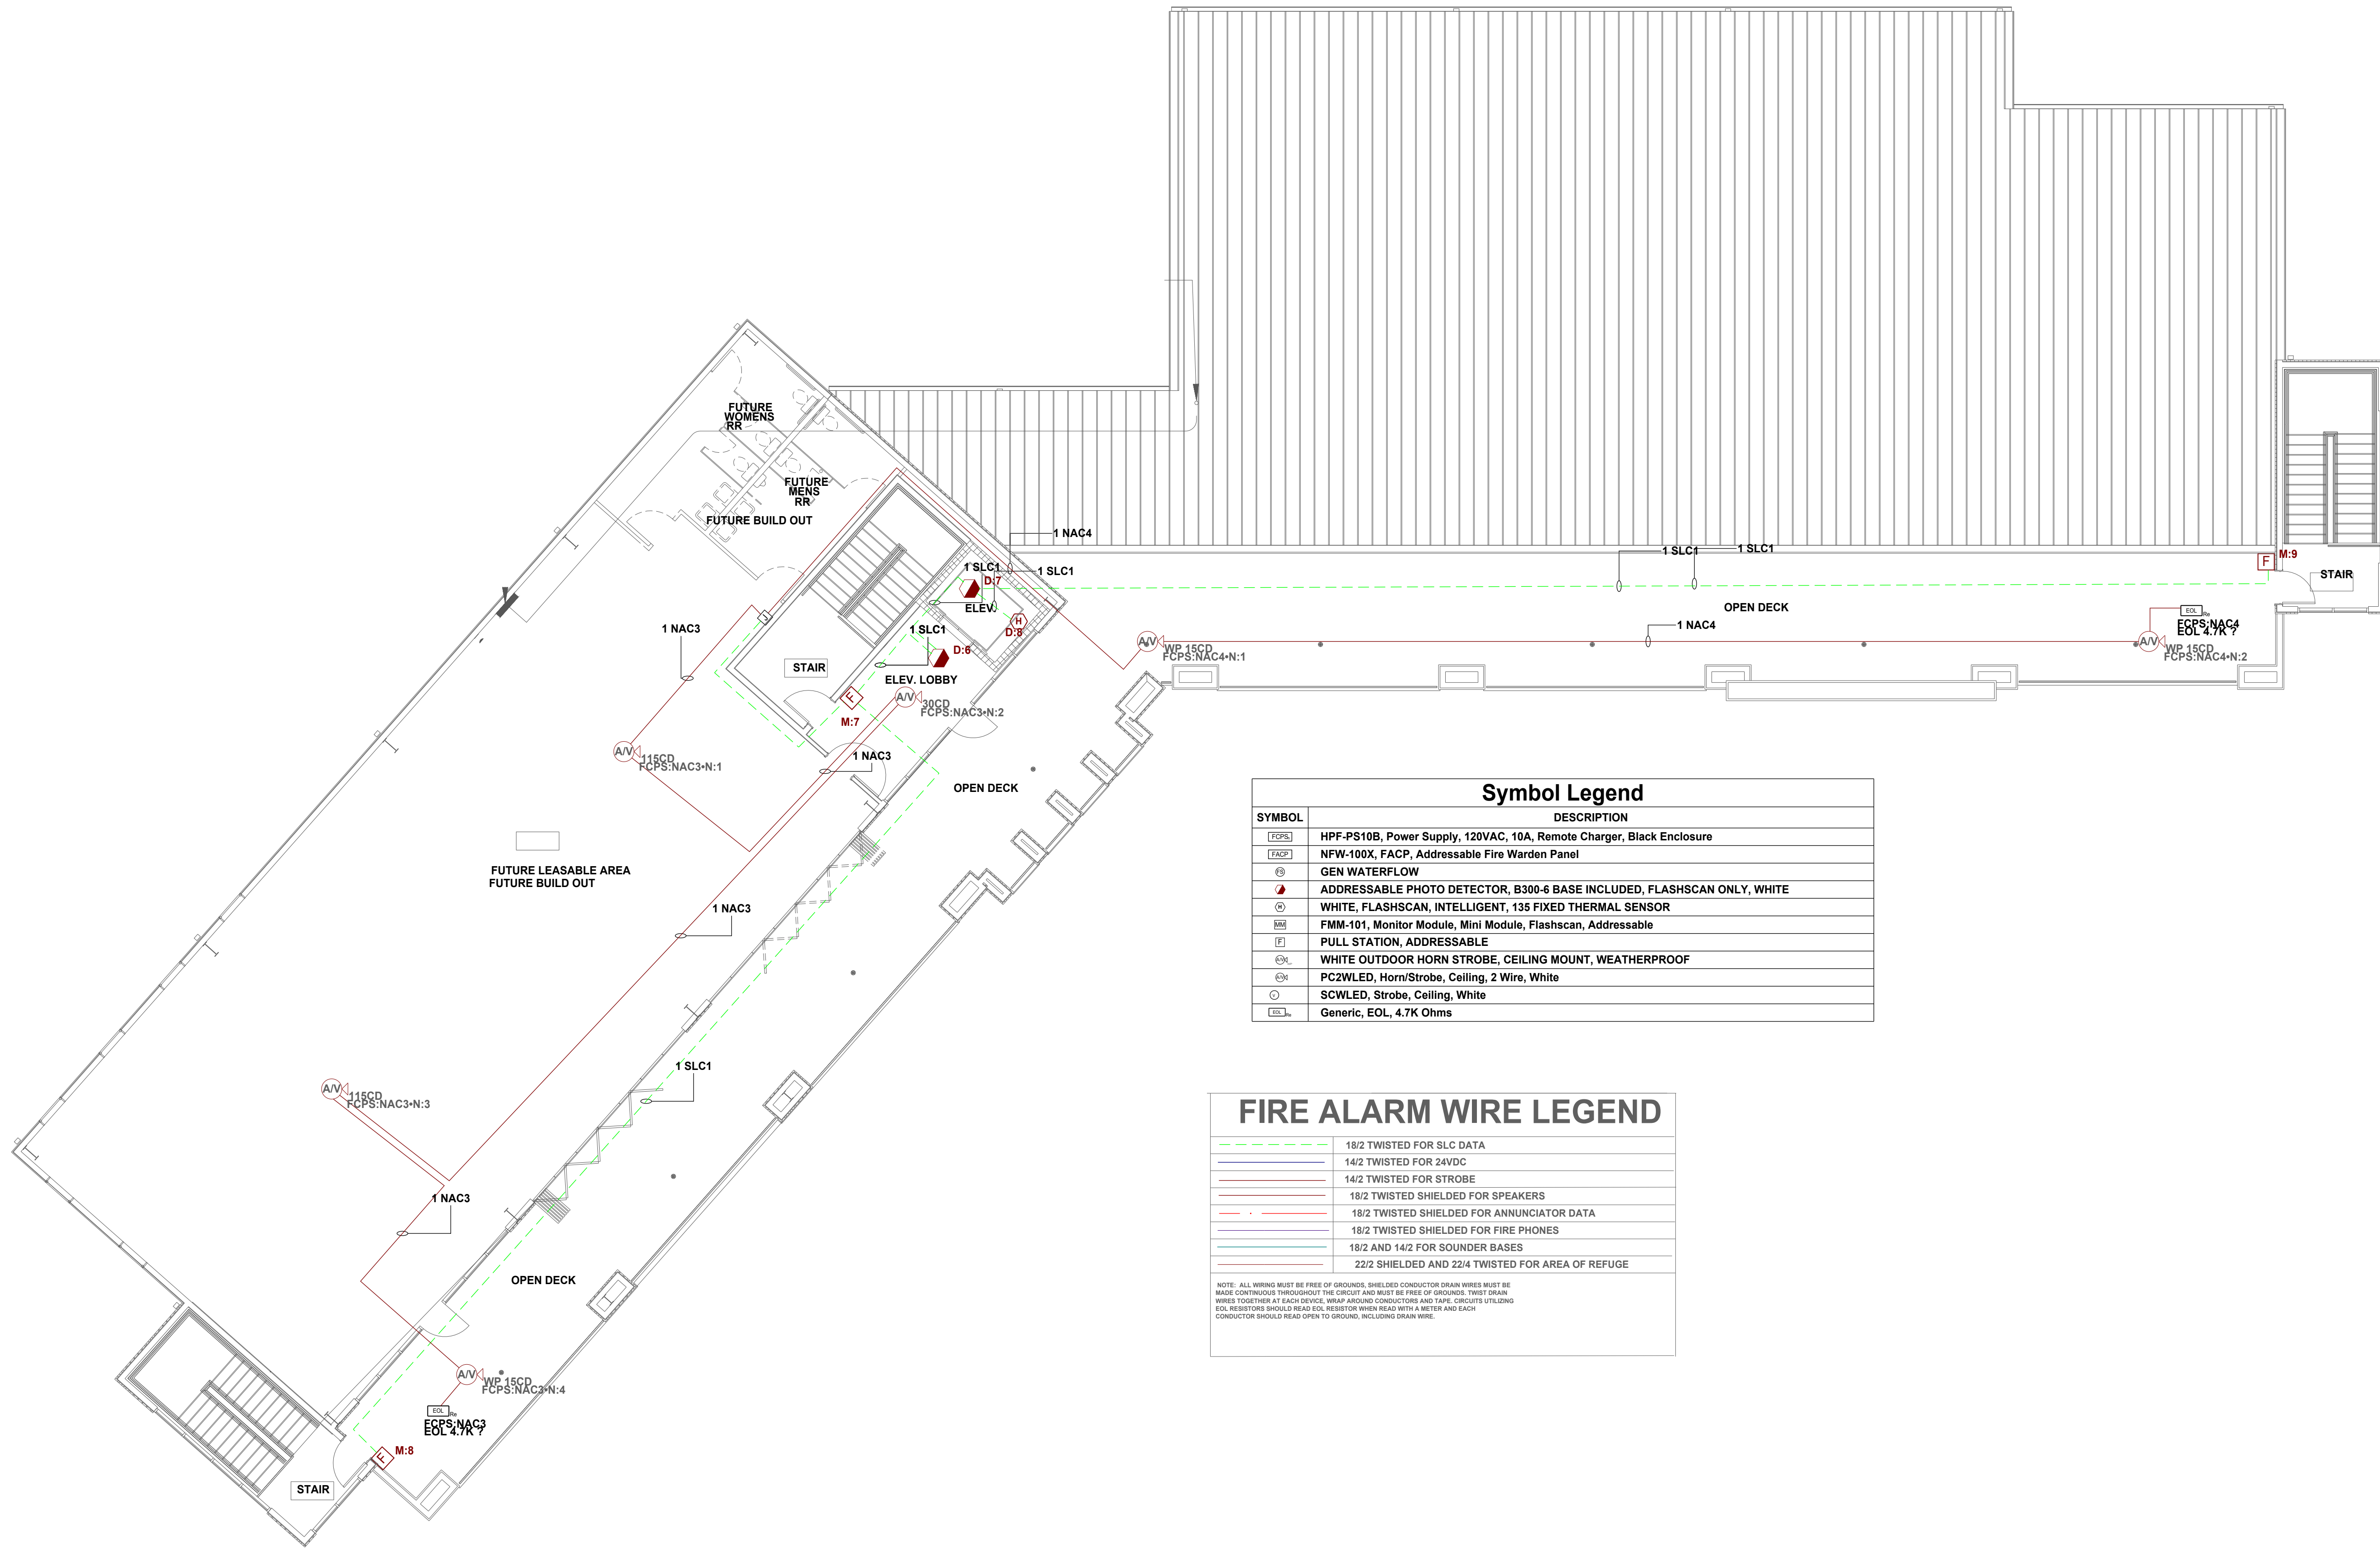 FUTURE
WOMENS
RR
FUTURE
MENS
RR
FUTURE BUILD OUT
1 NAC4
1 SLC1
1 SLC1
D:7
ELEV.
H
D:8
1 SLC1
D:6
ELEV. LOBBY
1 SLC1
1 SLC1
F
M:9
STAIR
OPEN DECK
1 NAC4
EOL
Re
FCPS:NAC4
EOL 4.7K ?
A/V
WP 15CD
FCPS:NAC4•N:1
A/V
WP 15CD
FCPS:NAC4•N:2
1 NAC3
J
STAIR
F
M:7
A/V
30CD
FCPS:NAC3•N:2
A/V
115CD
FCPS:NAC3•N:1
1 NAC3
OPEN DECK
FUTURE LEASABLE AREA
FUTURE BUILD OUT
1 NAC3
1 SLC1
A/V
115CD
FCPS:NAC3•N:3
1 NAC3
OPEN DECK
A/V
WP 15CD
FCPS:NAC3•N:4
EOL
Re
FCPS:NAC3
EOL 4.7K ?
F
M:8
STAIR
Symbol Legend
SYMBOL DESCRIPTION
FCPS HPF-PS10B, Power Supply, 120VAC, 10A, Remote Charger, Black Enclosure
FACP NFW-100X, FACP, Addressable Fire Warden Panel
FS GEN WATERFLOW
ADDRESSABLE PHOTO DETECTOR, B300-6 BASE INCLUDED, FLASHSCAN ONLY, WHITE
H WHITE, FLASHSCAN, INTELLIGENT, 135 FIXED THERMAL SENSOR
MM FMM-101, Monitor Module, Mini Module, Flashscan, Addressable
F PULL STATION, ADDRESSABLE
A/V WHITE OUTDOOR HORN STROBE, CEILING MOUNT, WEATHERPROOF
A/V PC2WLED, Horn/Strobe, Ceiling, 2 Wire, White
SCWLED, Strobe, Ceiling, White
EOL Re Generic, EOL, 4.7K Ohms
FIRE ALARM WIRE LEGEND
18/2 TWISTED FOR SLC DATA
14/2 TWISTED FOR 24VDC
14/2 TWISTED FOR STROBE
18/2 TWISTED SHIELDED FOR SPEAKERS
18/2 TWISTED SHIELDED FOR ANNUNCIATOR DATA
18/2 TWISTED SHIELDED FOR FIRE PHONES
18/2 AND 14/2 FOR SOUNDER BASES
22/2 SHIELDED AND 22/4 TWISTED FOR AREA OF REFUGE
NOTE: ALL WIRING MUST BE FREE OF GROUNDS, SHIELDED CONDUCTOR DRAIN WIRES MUST BE
MADE CONTINUOUS THROUGHOUT THE CIRCUIT AND MUST BE FREE OF GROUNDS. TWIST DRAIN
WIRES TOGETHER AT EACH DEVICE, WRAP AROUND CONDUCTORS AND TAPE. CIRCUITS UTILIZING
EOL RESISTORS SHOULD READ EOL RESISTOR WHEN READ WITH A METER AND EACH
CONDUCTOR SHOULD READ OPEN TO GROUND, INCLUDING DRAIN WIRE.